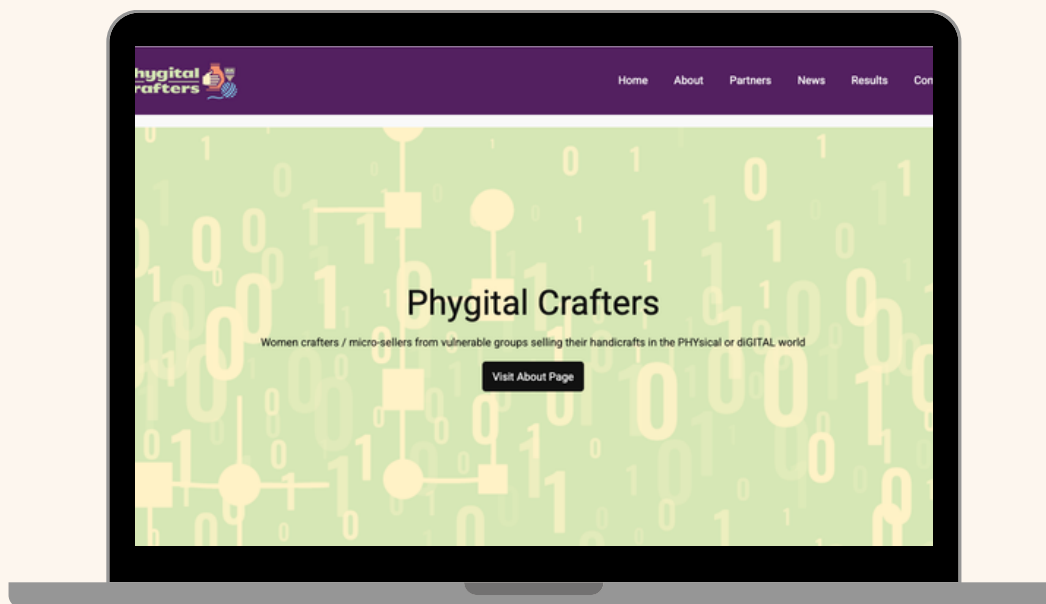 hygital
rafters
Home About Partners News Results Con
Phygital Crafters
Women crafters / micro-sellers from vulnerable groups selling their handicrafts in the PHYsical or diGITAL world
Visit About Page